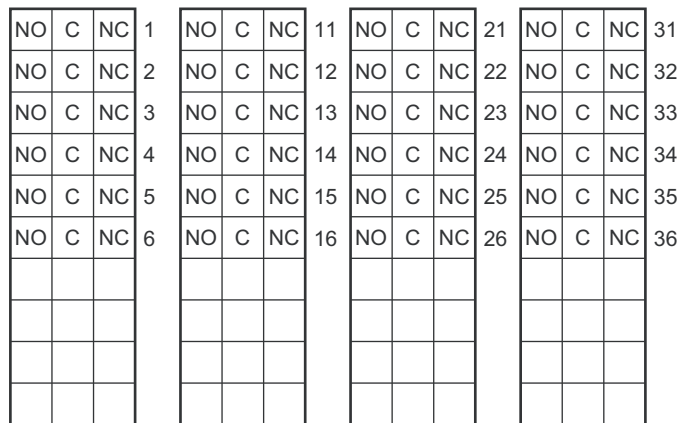 NO C NC 1 NO C NC 11 NO C NC 21 NO C NC 31
NO C NC 2 NO C NC 12 NO C NC 22 NO C NC 32
NO C NC 3 NO C NC 13 NO C NC 23 NO C NC 33
NO C NC 4 NO C NC 14 NO C NC 24 NO C NC 34
NO C NC 5 NO C NC 15 NO C NC 25 NO C NC 35
NO C NC 6 NO C NC 16 NO C NC 26 NO C NC 36